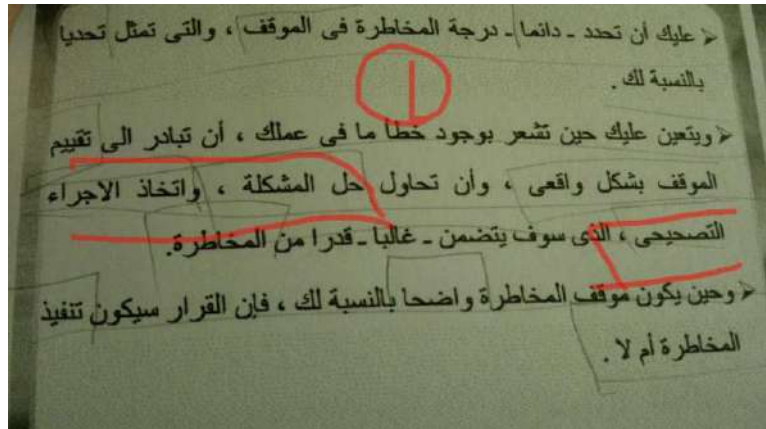 > عليك أن تحدد ـ دائما ـ درجة المخاطرة فى الموقف ، والتى تمثل تحديا
بالنسبة لك .
> ويتعين عليك حين تشعر بوجود خطأ ما فى عملك ، أن تبادر الى تقييم
الموقف بشكل واقعى ، وأن تحاول حل المشكلة ، واتخاذ الاجراء
التصحيحى ، الذى سوف يتضمن ـ غالبا ـ قدرا من المخاطرة.
> وحين يكون موقف المخاطرة واضحا بالنسبة لك ، فإن القرار سيكون تنفيذ
المخاطرة أم لا .